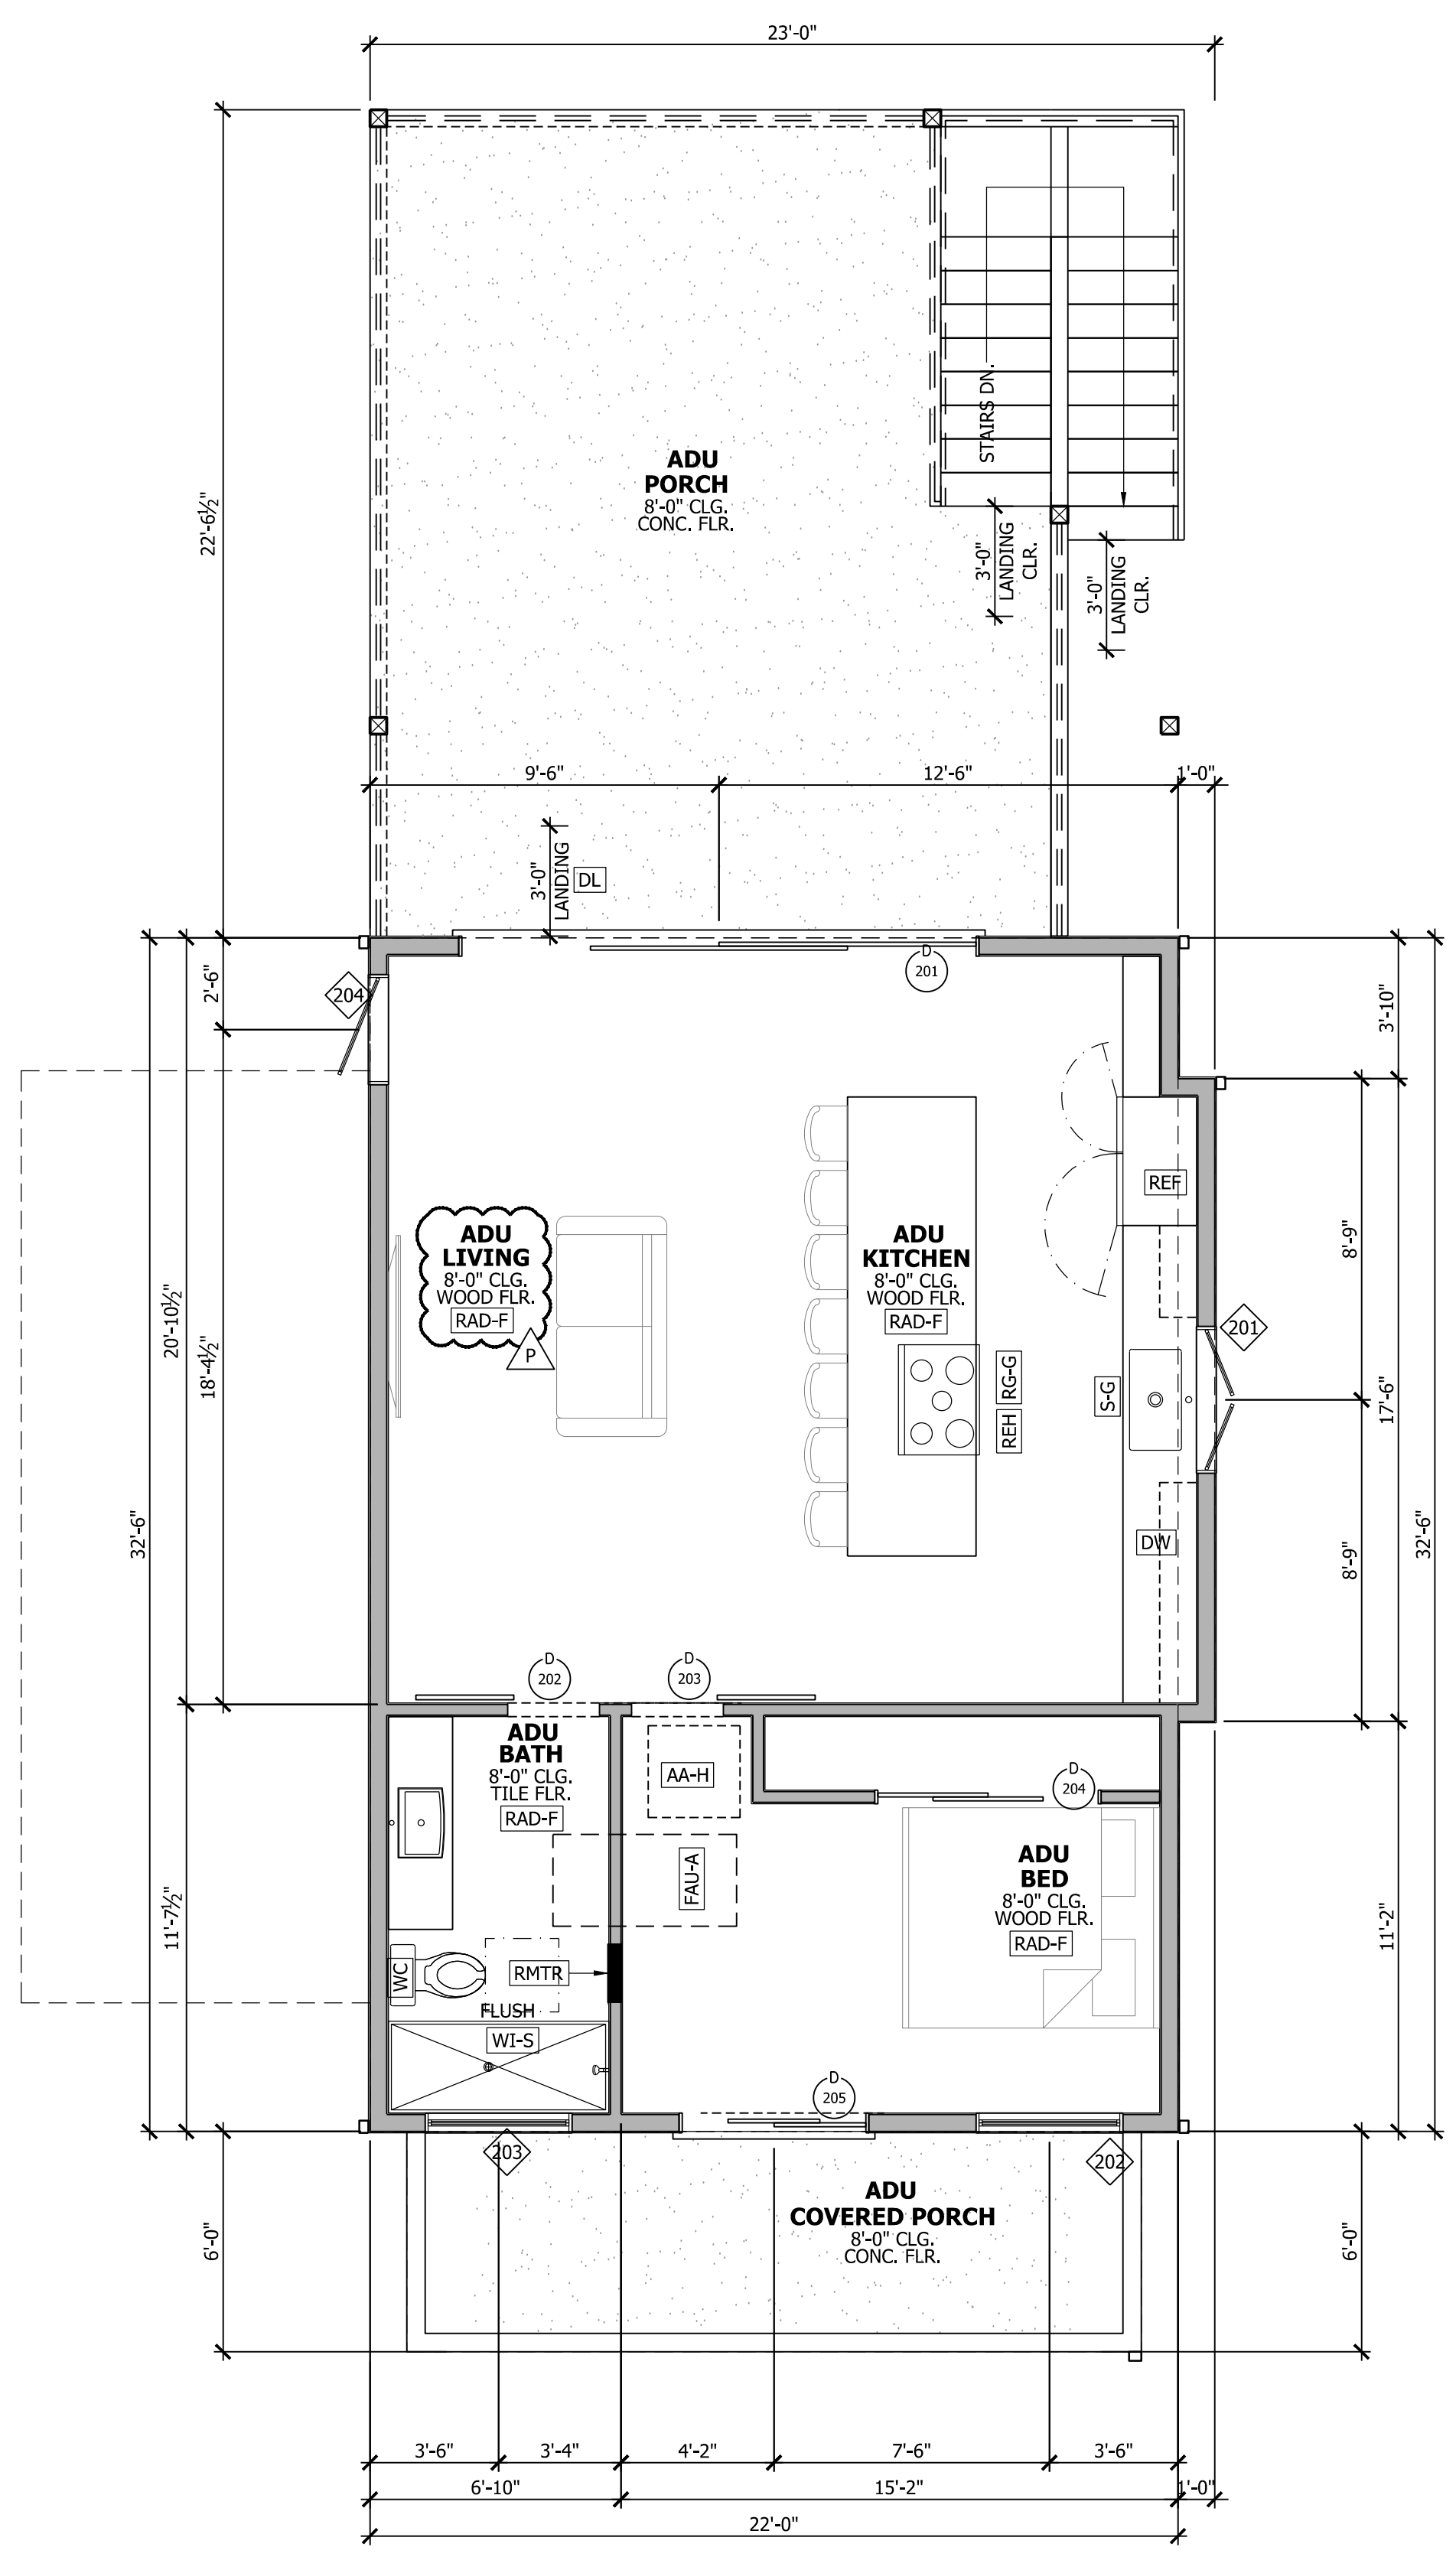 23'-0"
22'-6½"
ADU
PORCH
8'-0" CLG.
CONC. FLR.
STAIRS DN.
3'-0"
LANDING
CLR.
3'-0"
LANDING
CLR.
9'-6"
12'-6"
1'-0"
3'-0"
LANDING
DL
D
201
204
2'-6"
3'-10"
REF
ADU
LIVING
8'-0" CLG.
WOOD FLR.
RAD-F
P
ADU
KITCHEN
8'-0" CLG.
WOOD FLR.
RAD-F
201
8'-9"
20'-10½"
18'-4½"
REH
RG-G
S-G
17'-6"
32'-6"
DW
8'-9"
32'-6"
D
202
D
203
ADU
BATH
8'-0" CLG.
TILE FLR.
RAD-F
AA-H
D
204
FAU-A
ADU
BED
8'-0" CLG.
WOOD FLR.
RAD-F
11'-7½"
11'-2"
WC
RMTR
FLUSH
WI-S
D
205
203
202
ADU
COVERED PORCH
8'-0" CLG.
CONC. FLR.
6'-0"
6'-0"
3'-6"
3'-4"
4'-2"
7'-6"
3'-6"
6'-10"
15'-2"
1'-0"
22'-0"